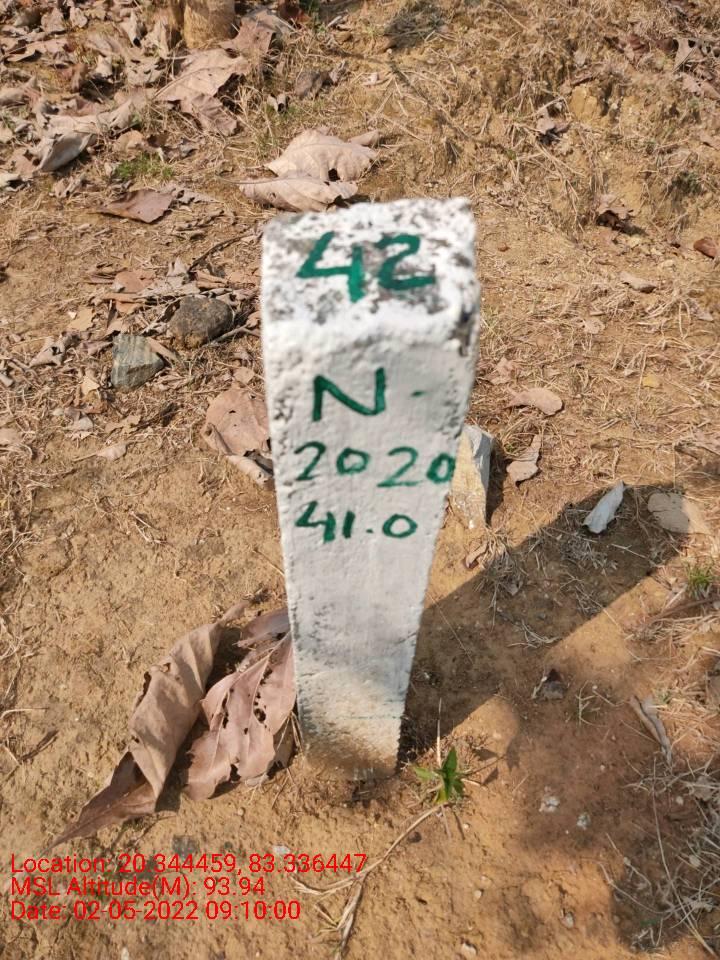 42
N
2020
41.0
Location: 20.344459, 83.336447
MSL Altitude(M): 93.94
Date: 02-05-2022 09:10:00